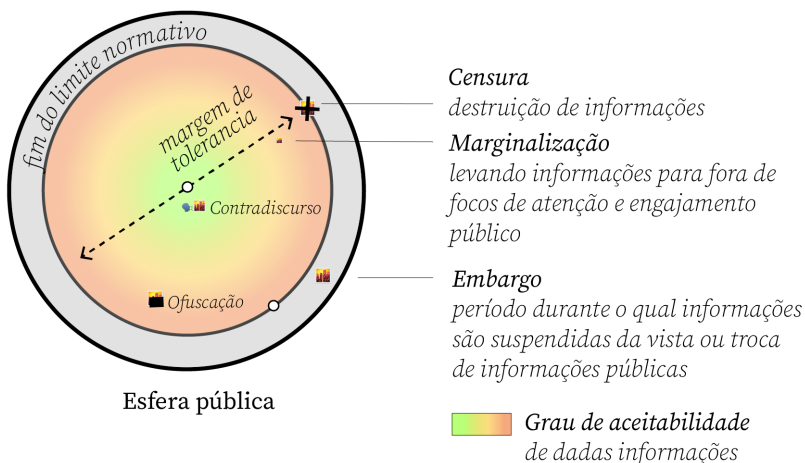 fim do limite normativo
margem de
tolerancia
Contradiscurso
Ofuscação
Esfera pública
Censura
destruição de informações
Marginalização
levando informações para fora de
focos de atenção e engajamento
público
Embargo
período durante o qual informações
são suspendidas da vista ou troca
de informações públicas
Grau de aceitabilidade
de dadas informações